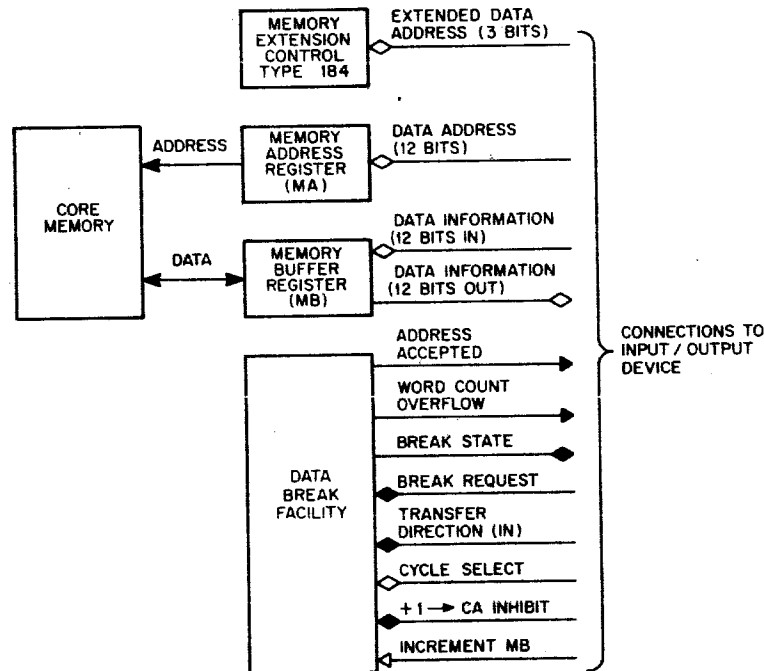 MEMORY
EXTENSION
CONTROL
TYPE 184
EXTENDED DATA
ADDRESS (3 BITS)
ADDRESS
MEMORY
ADDRESS
REGISTER
(MA)
DATA ADDRESS
(12 BITS)
CORE
MEMORY
DATA
MEMORY
BUFFER
REGISTER
(MB)
DATA INFORMATION
(12 BITS IN)
DATA INFORMATION
(12 BITS OUT)
DATA
BREAK
FACILITY
ADDRESS
ACCEPTED
WORD COUNT
OVERFLOW
BREAK STATE
BREAK REQUEST
TRANSFER
DIRECTION (IN)
CYCLE SELECT
+1 → CA INHIBIT
INCREMENT MB
CONNECTIONS TO
INPUT / OUTPUT
DEVICE